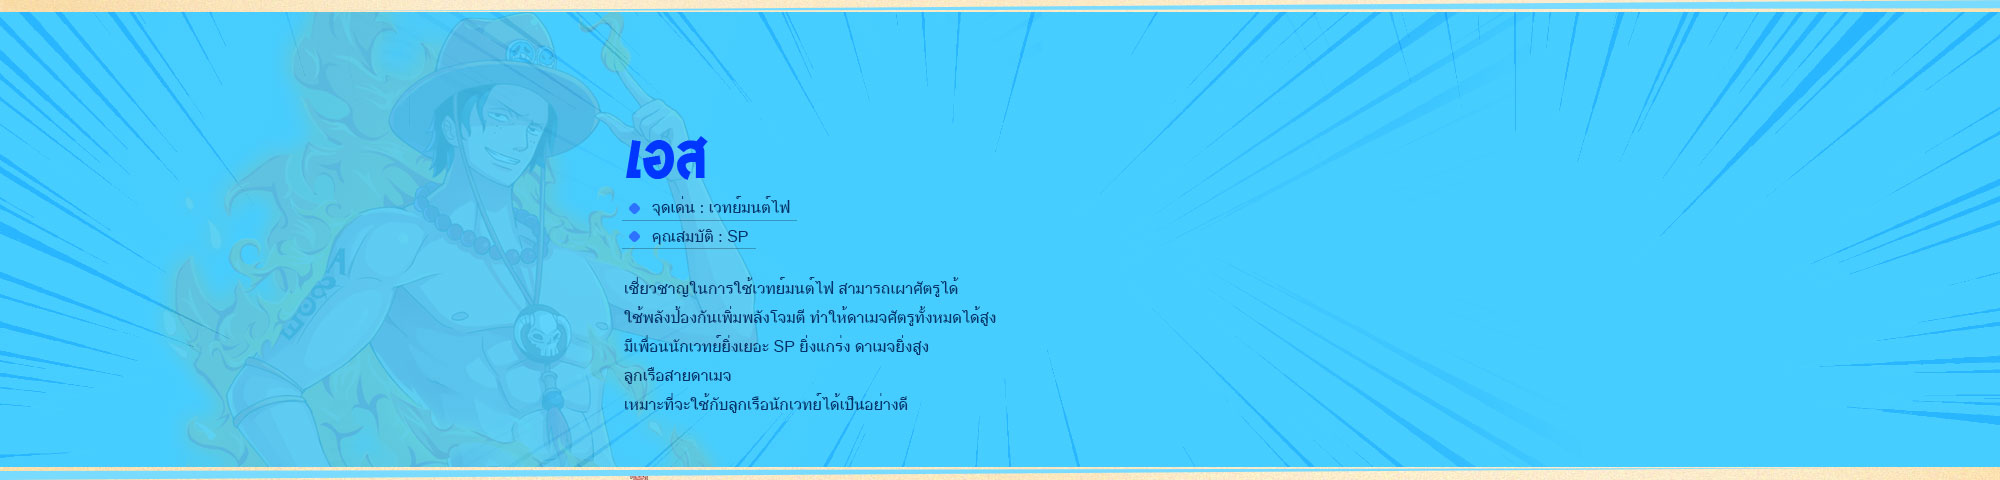 เอส
จุดเด่น : เวทย์มนต์ไฟ
คุณสมบัติ : SP
เชี่ยวชาญในการใช้เวทย์มนต์ไฟ สามารถเผาศัตรูได้
ใช้พลังป้องกันเพิ่มพลังโจมตี ทำให้ดาเมจศัตรูทั้งหมดได้สูง
มีเพื่อนนักเวทย์ยิ่งเยอะ SP ยิ่งแกร่ง ดาเมจยิ่งสูง
ลูกเรือสายดาเมจ
เหมาะที่จะใช้กับลูกเรือนักเวทย์ได้เป็นอย่างดี